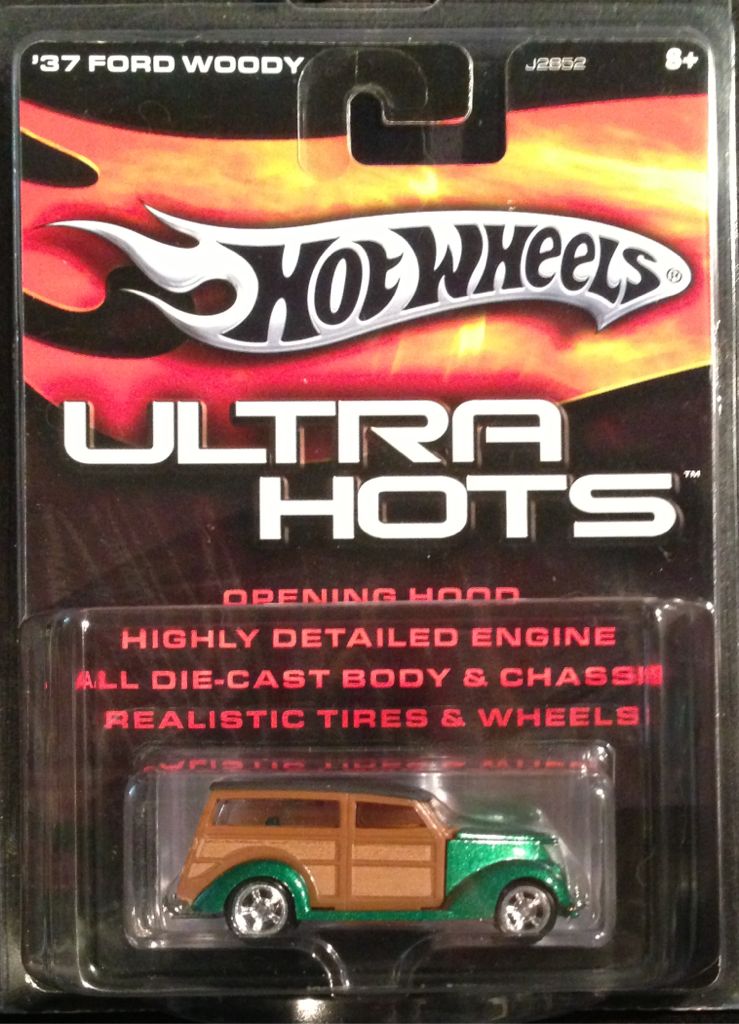 '37 FORD WOODY J2852 8+
HOT WHEELS®
ULTRA
HOTS™
OPENING HOOD
HIGHLY DETAILED ENGINE
ALL DIE-CAST BODY & CHASSIS
REALISTIC TIRES & WHEELS